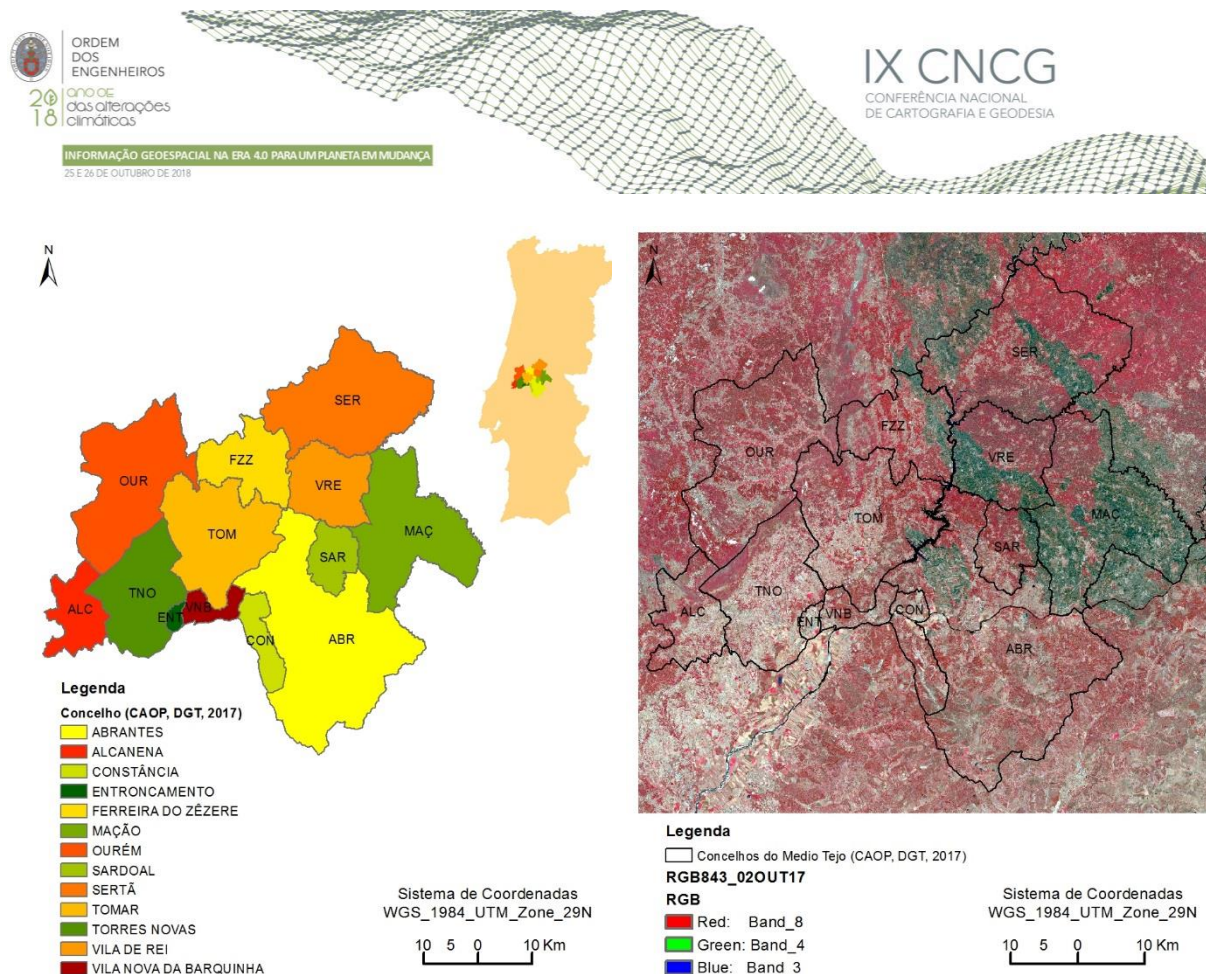 ORDEM
DOS
ENGENHEIROS
2018
ano OE
das alterações
climáticas
INFORMAÇÃO GEOESPACIAL NA ERA 4.0 PARA UM PLANETA EM MUDANÇA
25 E 26 DE OUTUBRO DE 2018
IX CNCG
CONFERÊNCIA NACIONAL
DE CARTOGRAFIA E GEODESIA
N
SER
FZZ
OUR
VRE
TOM
MAÇ
SAR
TNO
ALC
ENT
VNB
CON
ABR
Legenda
Concelho (CAOP, DGT, 2017)
ABRANTES
ALCANENA
CONSTÂNCIA
ENTRONCAMENTO
FERREIRA DO ZÊZERE
MAÇÃO
OURÉM
SARDOAL
SERTÃ
TOMAR
TORRES NOVAS
VILA DE REI
VILA NOVA DA BARQUINHA
Sistema de Coordenadas
WGS_1984_UTM_Zone_29N
10 5 0 10 Km
N
SER
FZZ
OUR
VRE
TOM
MAÇ
SAR
TNO
ALC
ENT
VNB
CON
ABR
Legenda
Concelhos do Medio Tejo (CAOP, DGT, 2017)
RGB843_02OUT17
RGB
Red: Band_8
Green: Band_4
Blue: Band_3
Sistema de Coordenadas
WGS_1984_UTM_Zone_29N
10 5 0 10 Km